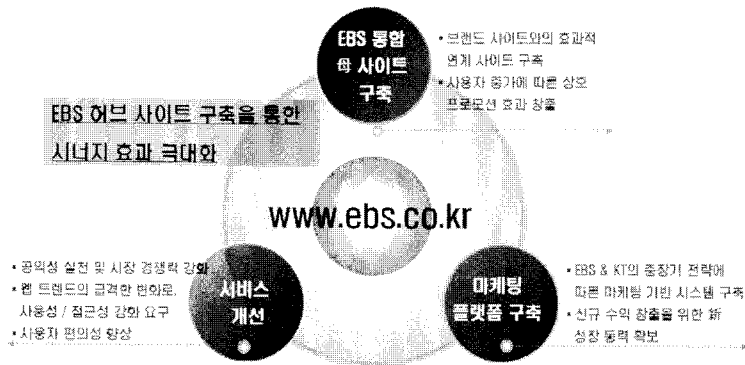 EBS 통합
母 사이트
구축
• 브랜드 사이트와의 효과적
연계 사이트 구축
• 사용자 증가에 따른 상호
프로모션 효과 창출
EBS 허브 사이트 구축을 통한
시너지 효과 극대화
www.ebs.co.kr
• 공익성 실천 및 시장 경쟁력 강화
• 웹 트렌드의 급격한 변화로,
사용성 / 접근성 강화 요구
• 사용자 편의성 향상
서비스
개선
마케팅
플랫폼 구축
• EBS & KT의 중장기 전략에
따른 마케팅 기반 시스템 구축
• 신규 수익 창출을 위한 新
성장 동력 확보